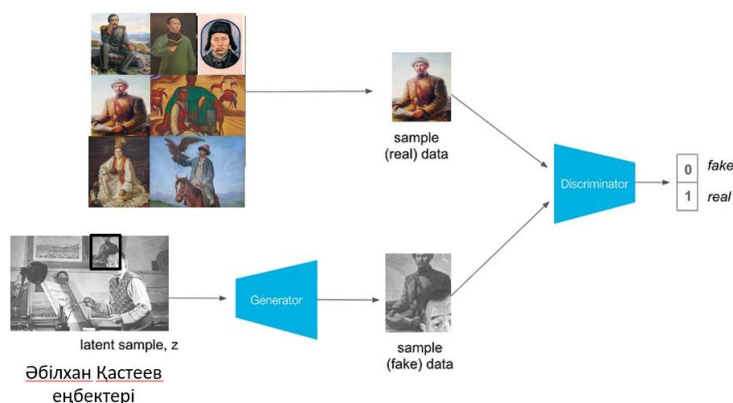 sample
(real) data
Discriminator
0
fake
1
real
Generator
latent sample, z
sample
(fake) data
Әбілхан Қастеев
еңбектері